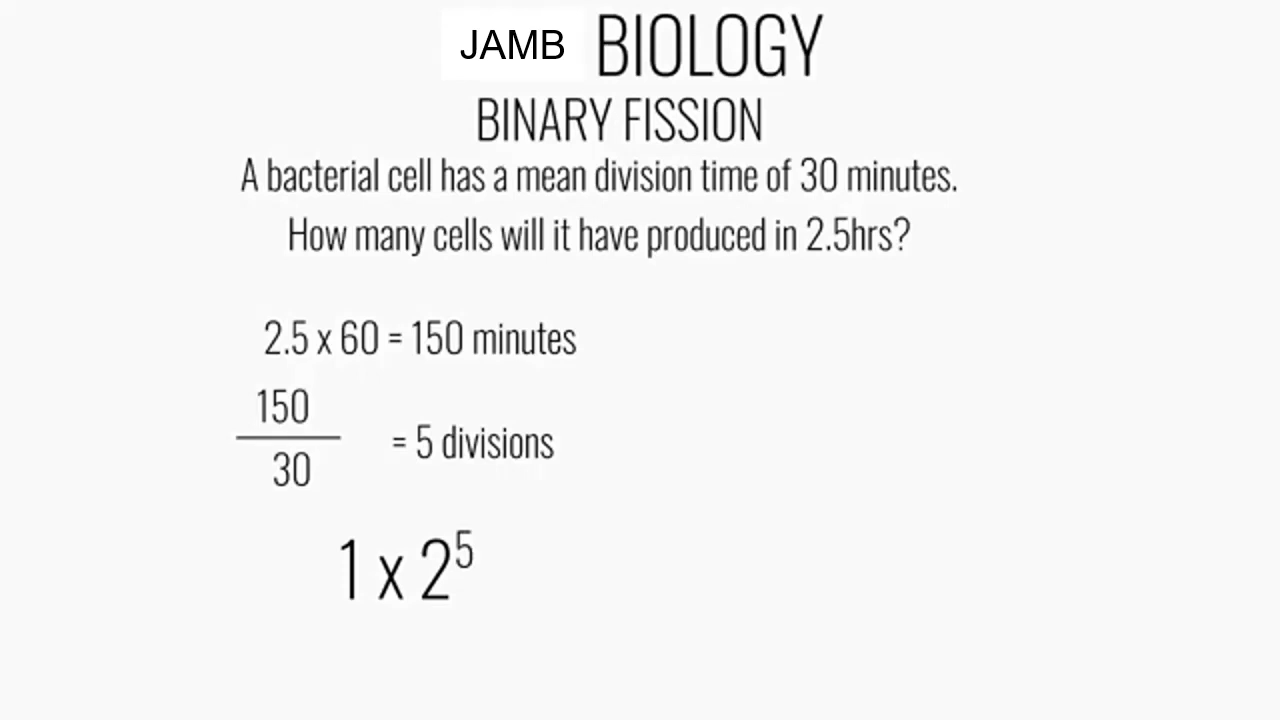 JAMB BIOLOGY
BINARY FISSION
A bacterial cell has a mean division time of 30 minutes.
How many cells will it have produced in 2.5hrs?
2.5 x 60 = 150 minutes
150
30
= 5 divisions
1 x 2⁵